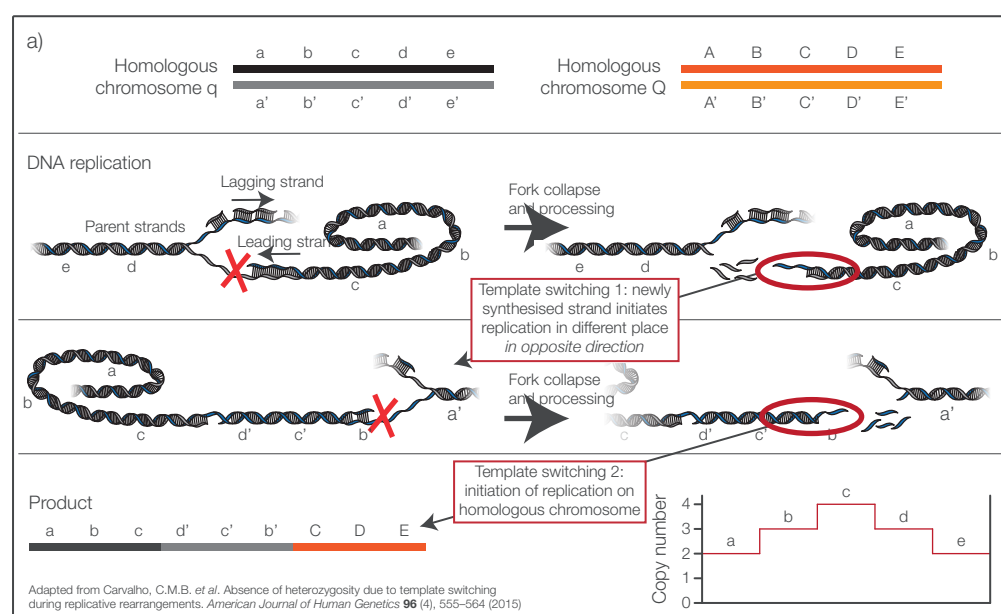 a)
Homologous
chromosome q
a b c d e
a’ b’ c’ d’ e’
Homologous
chromosome Q
A B C D E
A’ B’ C’ D’ E’
DNA replication
Lagging strand
Parent strands
Leading stran
e d c b a
Fork collapse
and processing
e d c b a
Template switching 1: newly
synthesised strand initiates
replication in different place
in opposite direction
a b c d’ c’ b’ a’
Fork collapse
and processing
c d’ c’ b’ a’
Template switching 2:
initiation of replication on
homologous chromosome
Product
a b c d’ c’ b’ C D E
Copy number
4
3
2
1
0
a b c d e
Adapted from Carvalho, C.M.B. et al. Absence of heterozygosity due to template switching
during replicative rearrangements. American Journal of Human Genetics 96 (4), 555–564 (2015)